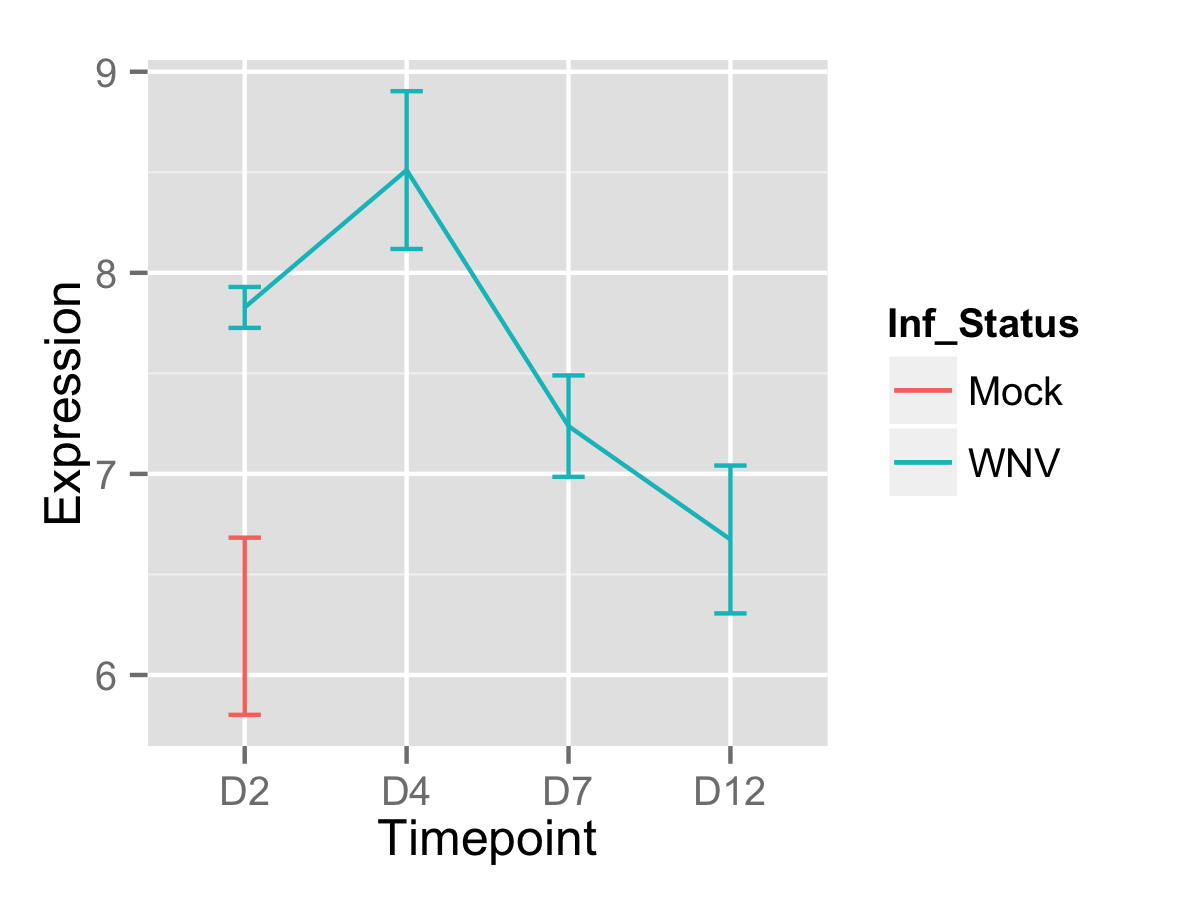 9
8
7
6
Expression
D2 D4 D7 D12
Timepoint
Inf_Status
Mock
WNV